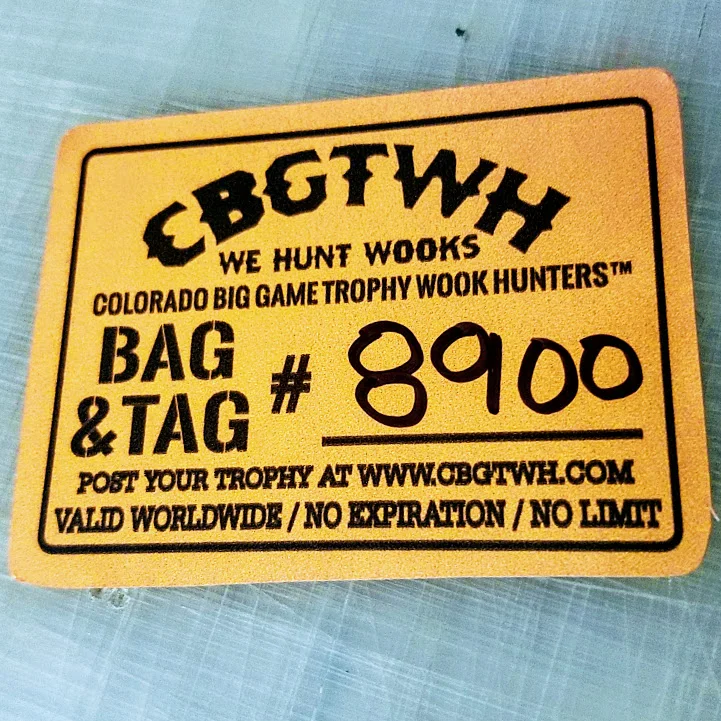 CBGTWH
WE HUNT WOOKS
COLORADO BIG GAME TROPHY WOOK HUNTERS™
BAG
&TAG
# 8900
POST YOUR TROPHY AT WWW.CBGTWH.COM
VALID WORLDWIDE / NO EXPIRATION / NO LIMIT